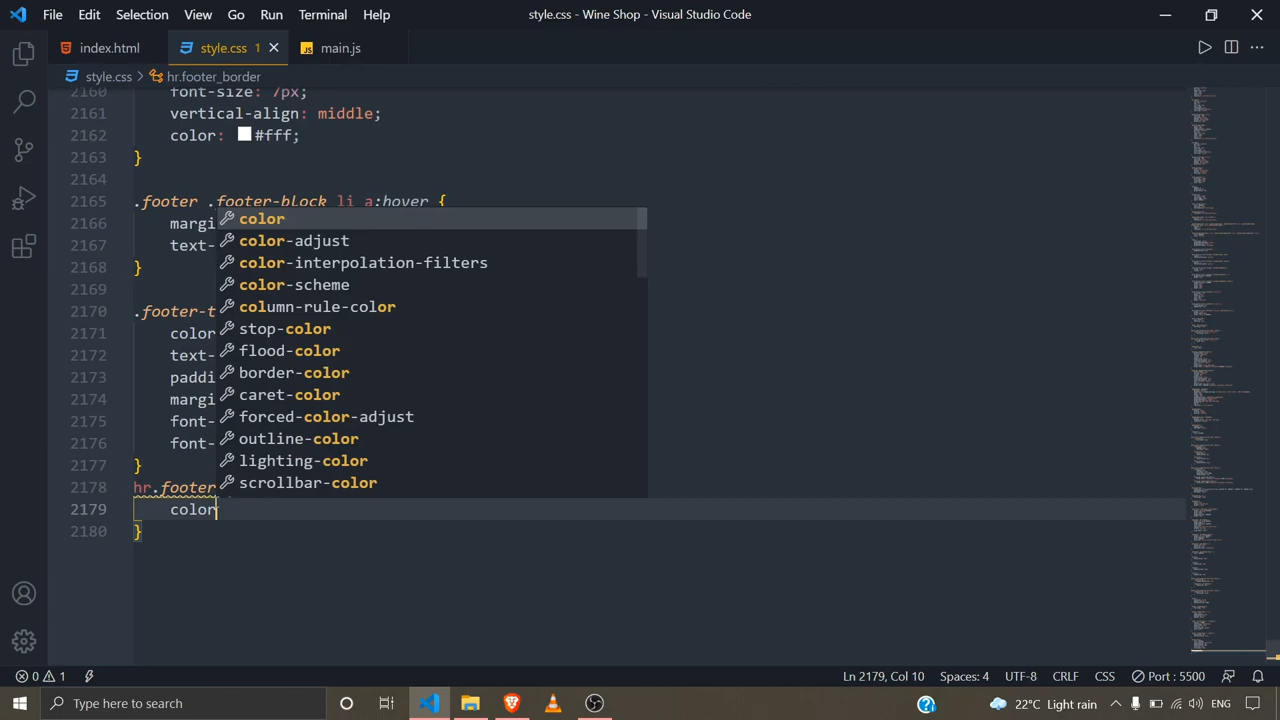 File Edit Selection View Go Run Terminal Help style.css - Wine Shop - Visual Studio Code
index.html style.css 1 main.js
style.css hr.footer_border
2160 font-size: 7px;
2161 vertical-align: middle;
2162 color: #fff;
2163 }
2164
2165 .footer .footer-block li a:hover {
2166 margi
2167 text-
2168 }
2169
2170 .footer-t
2171 color
2172 text-
2173 paddi
2174 margi
2175 font-
2176 font-
2177 }
2178 hr.footer
2179 color
2180 }
color
color-adjust
color-interpolation-filters
color-scheme
column-rule-color
stop-color
flood-color
border-color
caret-color
forced-color-adjust
outline-color
lighting-color
scrollbar-color
0 1 Ln 2179, Col 10 Spaces: 4 UTF-8 CRLF CSS Port : 5500
Type here to search 22°C Light rain ENG